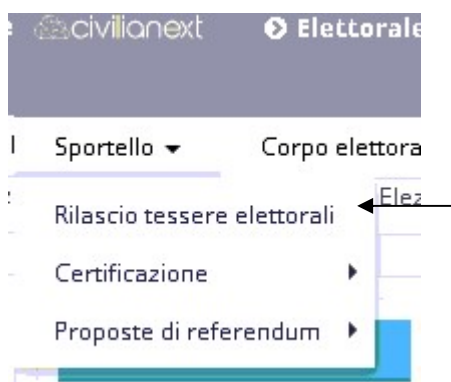 civilianext Elettorale
Sportello Corpo elettora
Elez
Rilascio tessere elettorali
Certificazione
Proposte di referendum